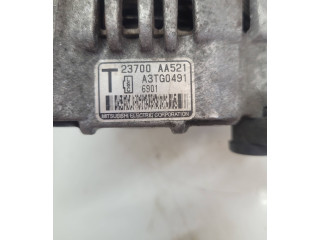 T
23700 AA521
A3TG0491
6901
MITSUBISHI ELECTRIC CORPORATION